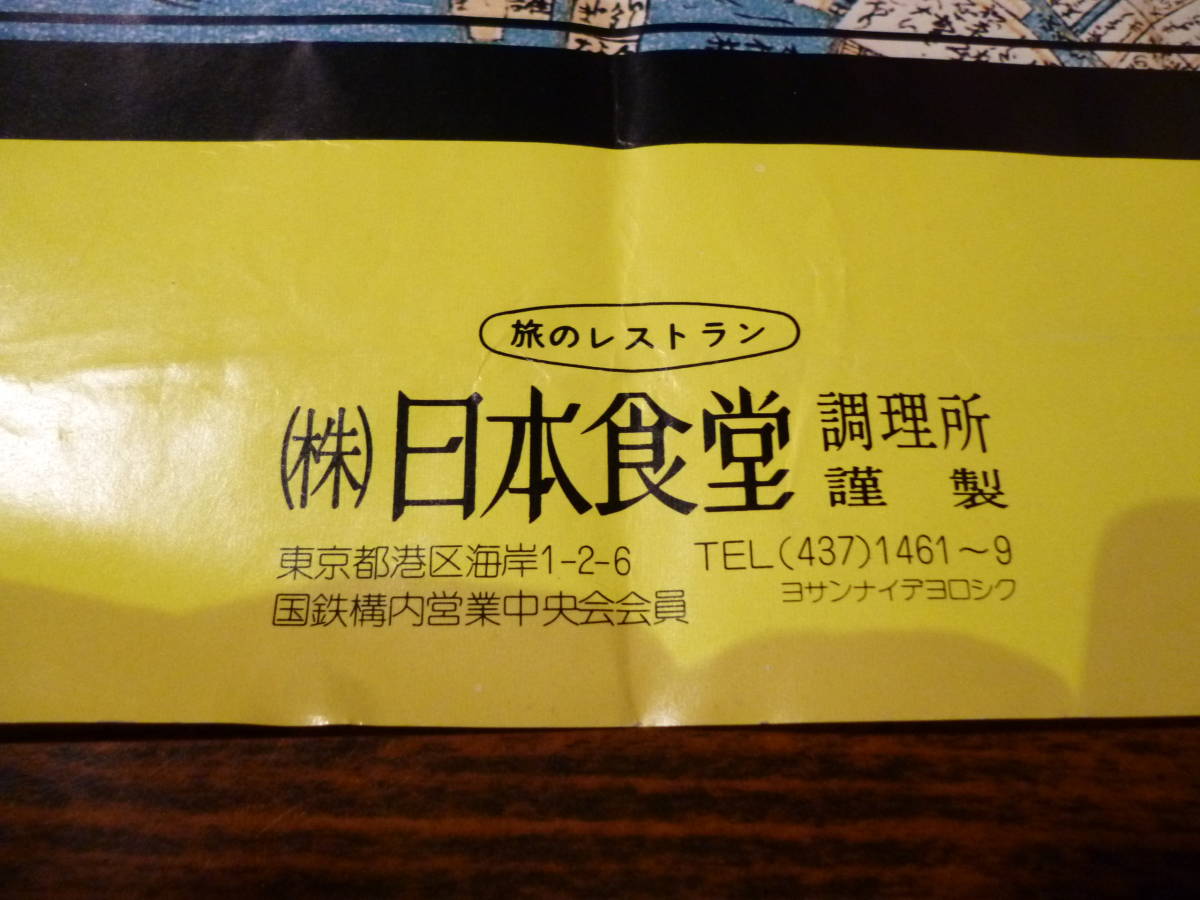 旅のレストラン
(株)日本食堂 調理所
謹製
東京都港区海岸1-2-6 TEL(437)1461～9
ヨサンナイデヨロシク
国鉄構内営業中央会会員